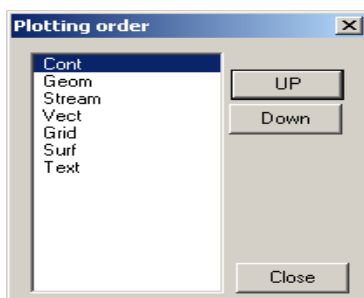 Plotting order
Cont
Geom
Stream
Vect
Grid
Surf
Text
UP
Down
Close